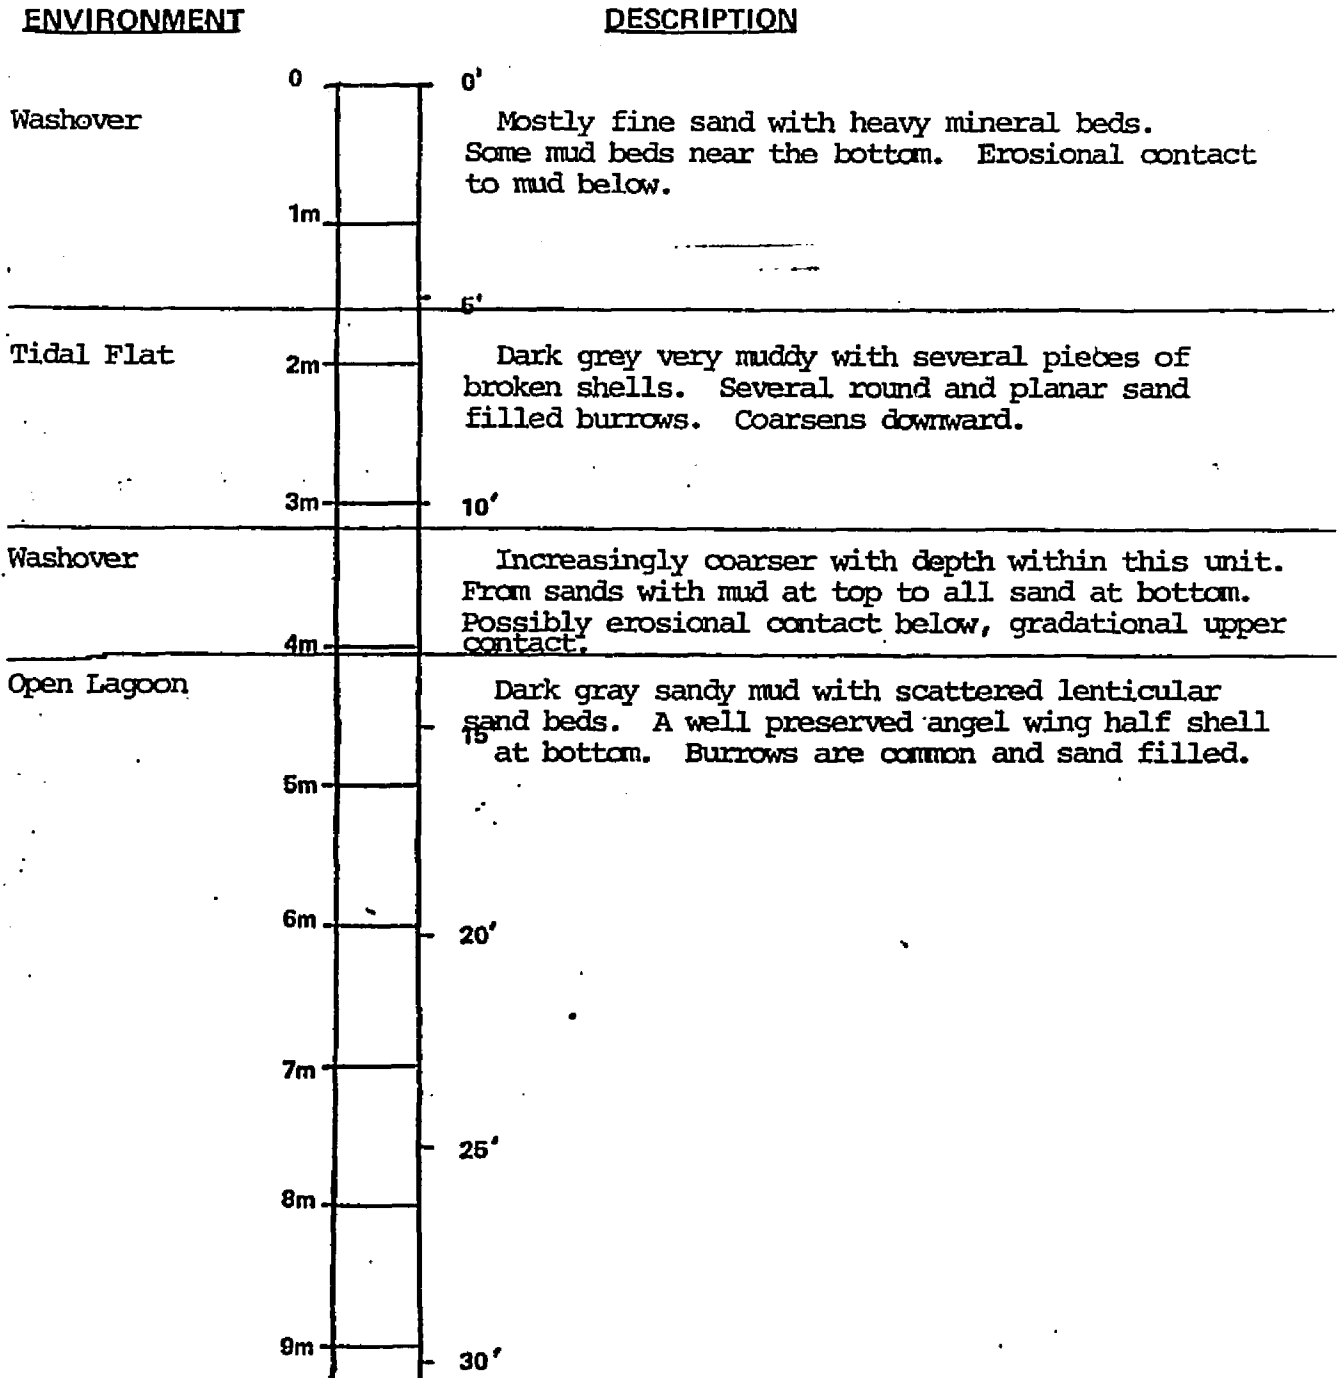 ENVIRONMENT DESCRIPTION
0 0'
Washover
Mostly fine sand with heavy mineral beds.
Some mud beds near the bottom. Erosional contact
to mud below.
1m
5'
Tidal Flat
2m
Dark grey very muddy with several pieces of
broken shells. Several round and planar sand
filled burrows. Coarsens downward.
3m 10'
Washover
Increasingly coarser with depth within this unit.
From sands with mud at top to all sand at bottom.
Possibly erosional contact below, gradational upper
contact.
4m
Open Lagoon
Dark gray sandy mud with scattered lenticular
sand beds. A well preserved angel wing half shell
15
at bottom. Burrows are common and sand filled.
5m
6m 20'
7m
25'
8m
9m 30'